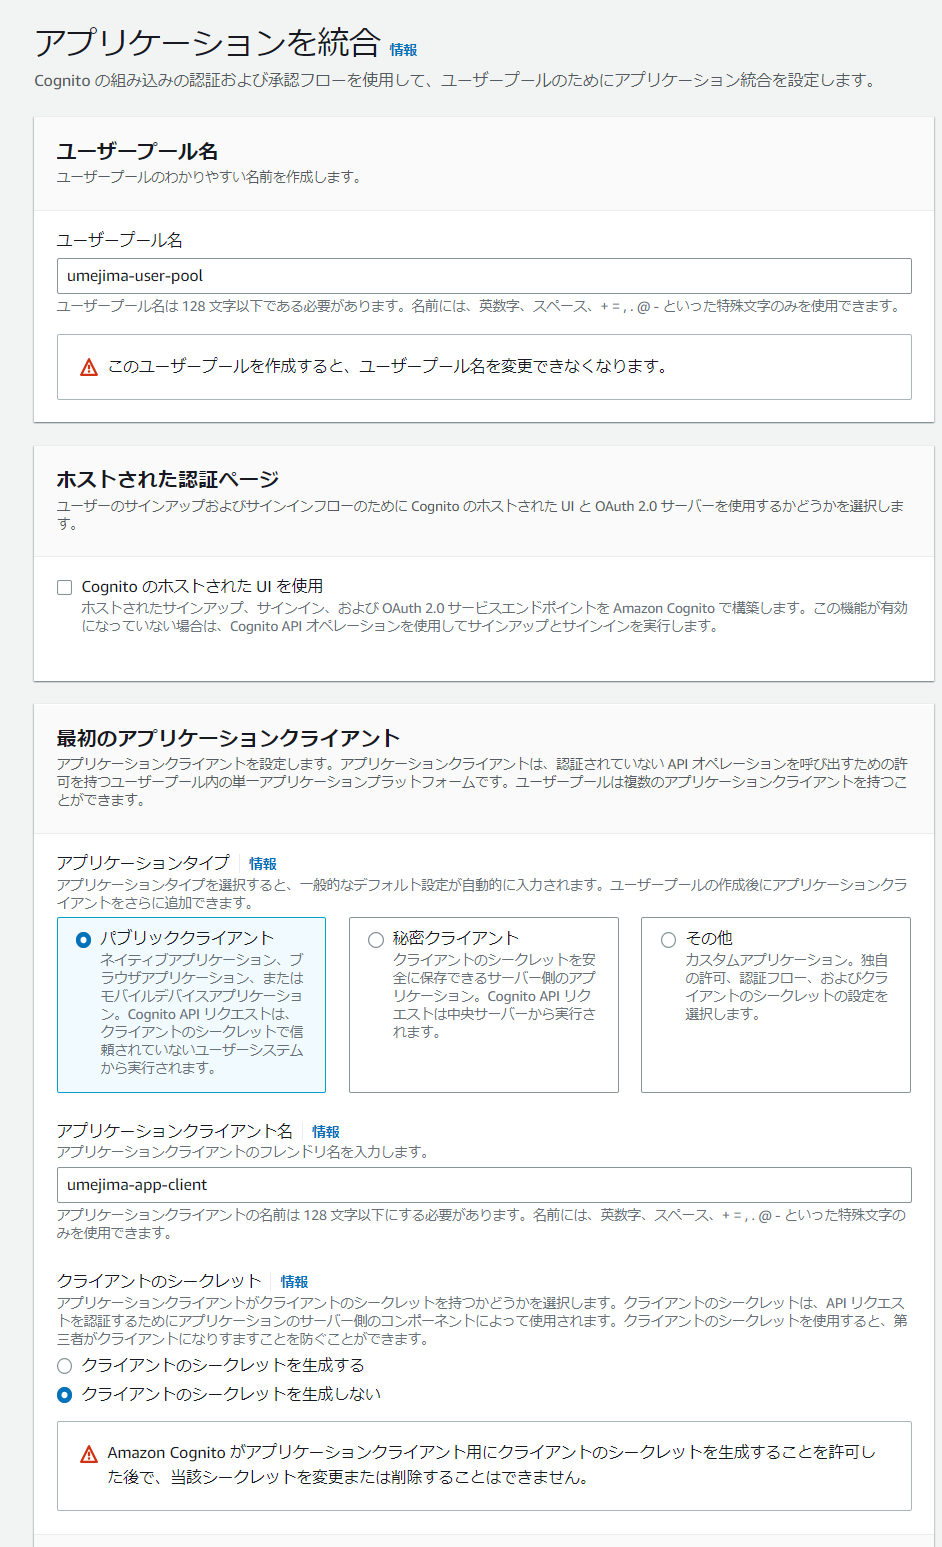 アプリケーションを統合 情報
Cognito の組み込みの認証および承認フローを使用して、ユーザープールのためにアプリケーション統合を設定します。
ユーザープール名
ユーザープールのわかりやすい名前を作成します。
ユーザープール名
umejima-user-pool
ユーザープール名は 128 文字以下である必要があります。名前には、英数字、スペース、+ = , . @ - といった特殊文字のみを使用できます。
このユーザープールを作成すると、ユーザープール名を変更できなくなります。
ホストされた認証ページ
ユーザーのサインアップおよびサインインフローのために Cognito のホストされた UI と OAuth 2.0 サーバーを使用するかどうかを選択しま
す。
Cognito のホストされた UI を使用
ホストされたサインアップ、サインイン、および OAuth 2.0 サービスエンドポイントを Amazon Cognito で構築します。この機能が有効
になっていない場合は、Cognito API オペレーションを使用してサインアップとサインインを実行します。
最初のアプリケーションクライアント
アプリケーションクライアントを設定します。アプリケーションクライアントは、認証されていない API オペレーションを呼び出すための許
可を持つユーザープール内の単一アプリケーションプラットフォームです。ユーザープールは複数のアプリケーションクライアントを持つこ
とができます。
アプリケーションタイプ 情報
アプリケーションタイプを選択すると、一般的なデフォルト設定が自動的に入力されます。ユーザープールの作成後にアプリケーションクラ
イアントをさらに追加できます。
パブリッククライアント
ネイティブアプリケーション、ブ
ラウザアプリケーション、または
モバイルデバイスアプリケーショ
ン。Cognito API リクエストは、
クライアントのシークレットで信
頼されていないユーザーシステム
から実行されます。
秘密クライアント
クライアントのシークレットを安
全に保存できるサーバー側のアプ
リケーション。Cognito API リク
エストは中央サーバーから実行さ
れます。
その他
カスタムアプリケーション。独自
の許可、認証フロー、およびクラ
イアントのシークレットの設定を
選択します。
アプリケーションクライアント名 情報
アプリケーションクライアントのフレンドリ名を入力します。
umejima-app-client
アプリケーションクライアントの名前は 128 文字以下にする必要があります。名前には、英数字、スペース、+ = , . @ - といった特殊文字の
みを使用できます。
クライアントのシークレット 情報
アプリケーションクライアントがクライアントのシークレットを持つかどうかを選択します。クライアントのシークレットは、API リクエス
トを認証するためにアプリケーションのサーバー側のコンポーネントによって使用されます。クライアントのシークレットを使用すると、第
三者がクライアントになりすますことを防ぐことができます。
クライアントのシークレットを生成する
クライアントのシークレットを生成しない
Amazon Cognito がアプリケーションクライアント用にクライアントのシークレットを生成することを許可し
た後で、当該シークレットを変更または削除することはできません。